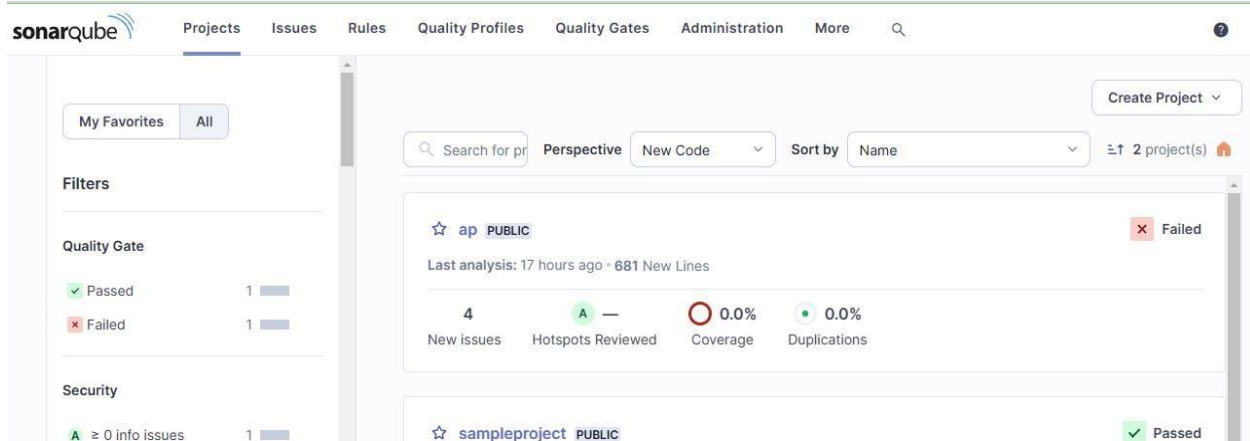 sonarqube Projects Issues Rules Quality Profiles Quality Gates Administration More ?
My Favorites All
Filters
Quality Gate
Passed 1
Failed 1
Security
A ≥ 0 info issues 1
Create Project
Search for pr Perspective New Code Sort by Name 2 project(s)
ap PUBLIC Failed
Last analysis: 17 hours ago • 681 New Lines
4 A — 0.0% 0.0%
New issues Hotspots Reviewed Coverage Duplications
sampleproject PUBLIC Passed